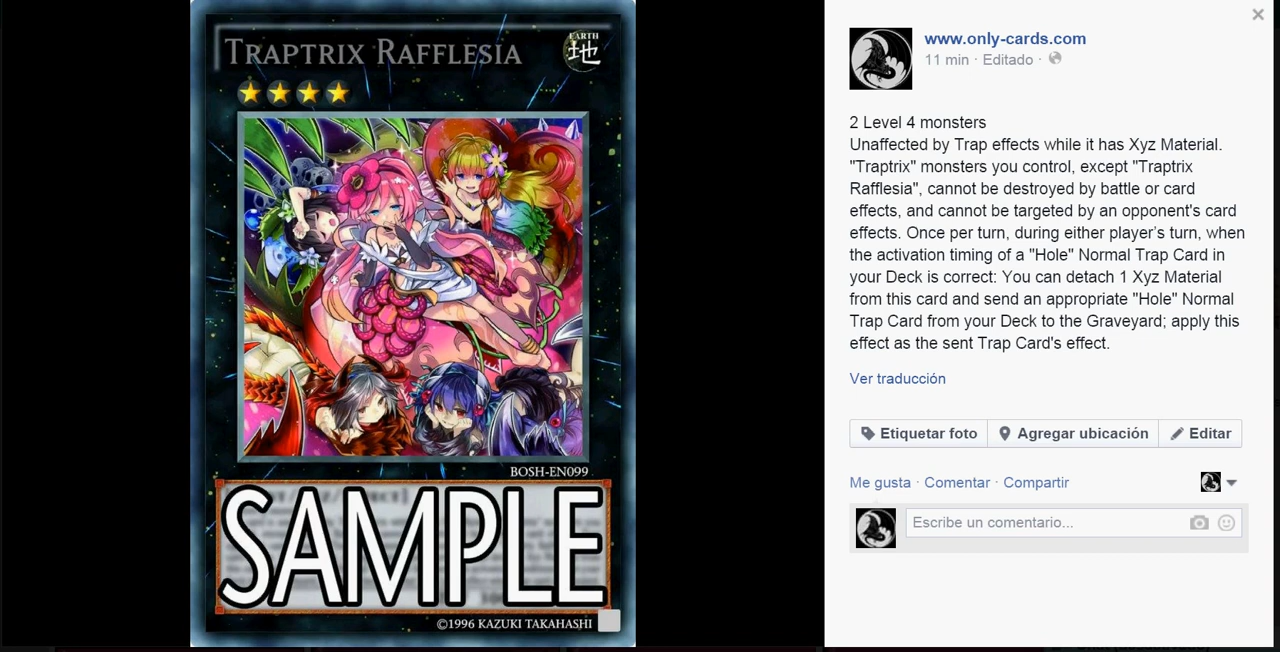 TRAPTRIX RAFFLESIA
EARTH
地
BOSH-EN099
SAMPLE
©1996 KAZUKI TAKAHASHI
www.only-cards.com
11 min · Editado ·
2 Level 4 monsters
Unaffected by Trap effects while it has Xyz Material.
"Traptrix" monsters you control, except "Traptrix
Rafflesia", cannot be destroyed by battle or card
effects, and cannot be targeted by an opponent's card
effects. Once per turn, during either player’s turn, when
the activation timing of a "Hole" Normal Trap Card in
your Deck is correct: You can detach 1 Xyz Material
from this card and send an appropriate "Hole" Normal
Trap Card from your Deck to the Graveyard; apply this
effect as the sent Trap Card's effect.
Ver traducción
Etiquetar foto Agregar ubicación Editar
Me gusta · Comentar · Compartir
Escribe un comentario...